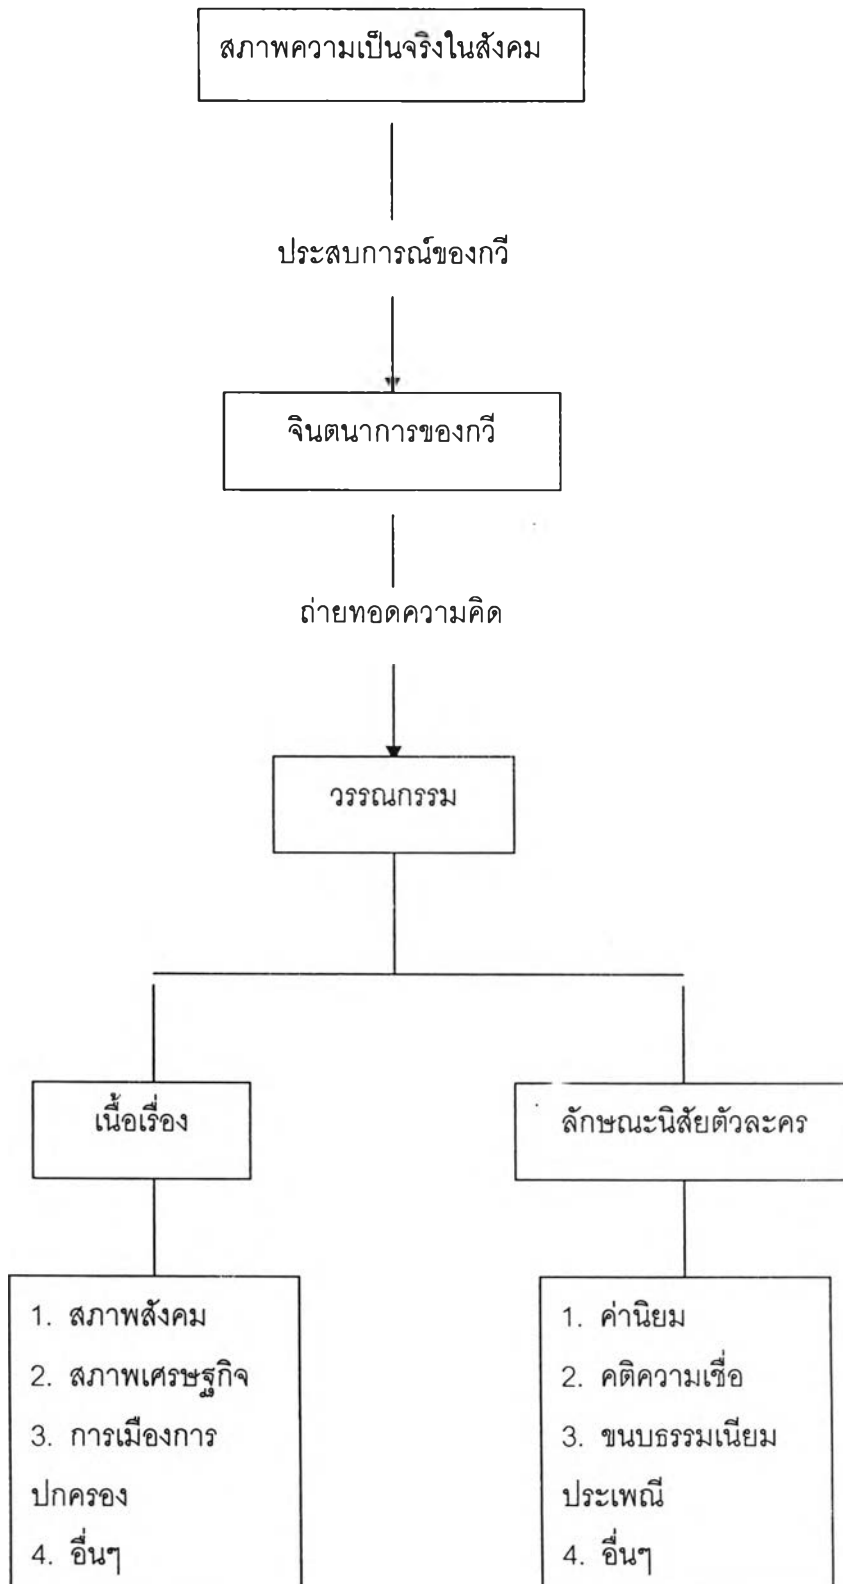 สภาพความเป็นจริงในสังคม
ประสบการณ์ของกวี
จินตนาการของกวี
ถ่ายทอดความคิด
วรรณกรรม
เนื้อเรื่อง
ลักษณะนิสัยตัวละคร
1. สภาพสังคม
2. สภาพเศรษฐกิจ
3. การเมืองการ
ปกครอง
4. อื่นๆ
1. ค่านิยม
2. คติความเชื่อ
3. ขนบธรรมเนียม
ประเพณี
4. อื่นๆ